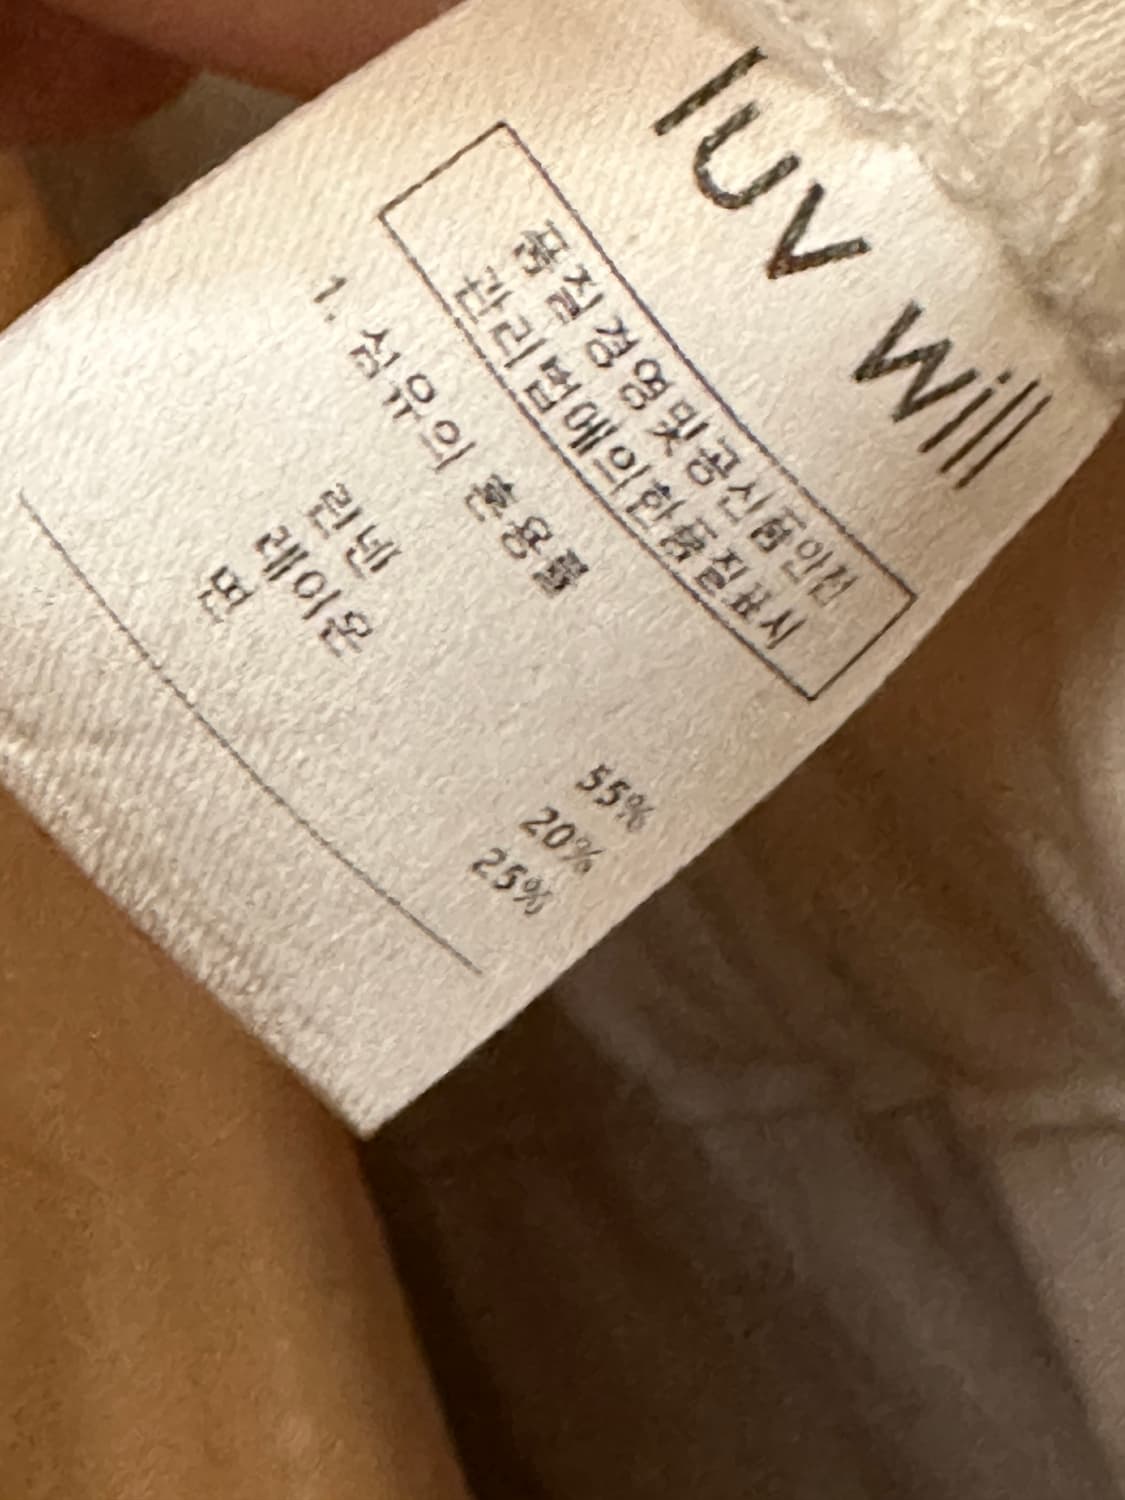 luv will
품질경영및공산품안전
관리법에의한품질표시
1. 섬유의 혼용률
린넨 55%
레이온 20%
면 25%